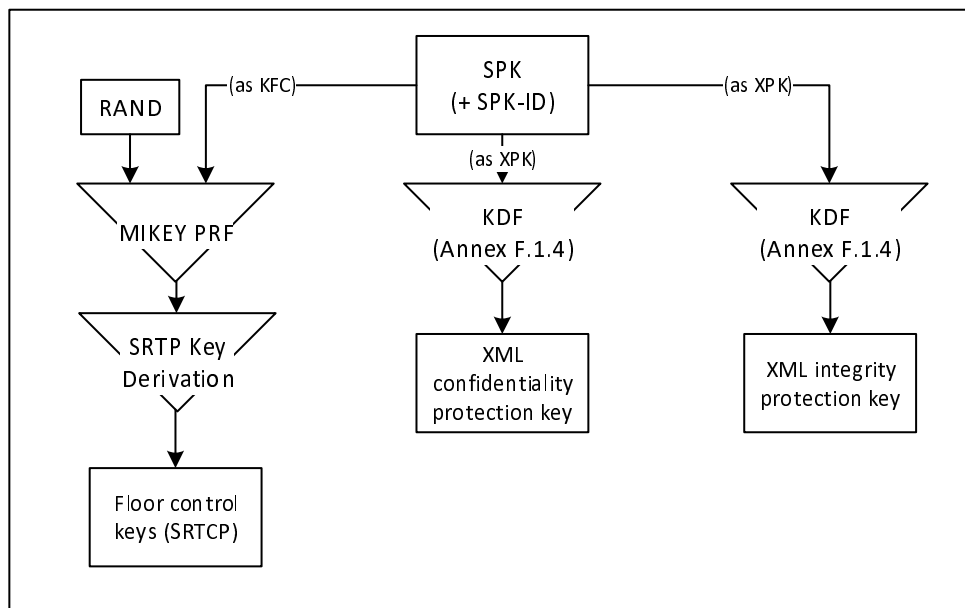 SPK
(+ SPK-ID)
(as KFC)
(as XPK)
RAND
(as XPK)
MIKEY PRF
KDF
(Annex F.1.4)
KDF
(Annex F.1.4)
SRTP Key
Derivation
XML
confidentiality
protection key
XML integrity
protection key
Floor control
keys (SRTCP)